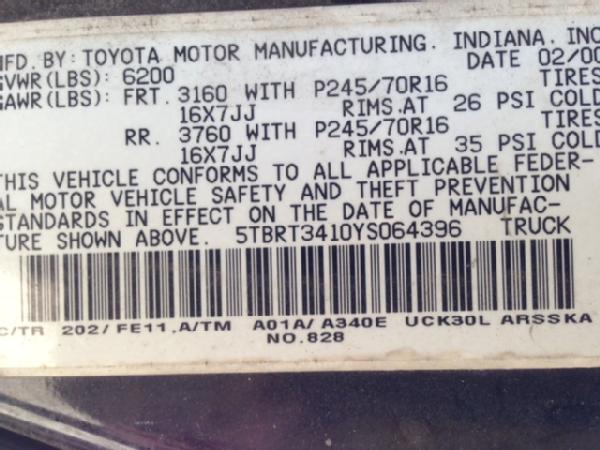 MFD. BY: TOYOTA MOTOR MANUFACTURING. INDIANA. INC
GVWR(LBS): 6200 DATE 02/00
GAWR(LBS): FRT. 3160 WITH P245/70R16 TIRES
16X7JJ RIMS.AT 26 PSI COLD
RR. 3760 WITH P245/70R16 TIRES
16X7JJ RIMS.AT 35 PSI COLD
THIS VEHICLE CONFORMS TO ALL APPLICABLE FEDER-
AL MOTOR VEHICLE SAFETY AND THEFT PREVENTION
STANDARDS IN EFFECT ON THE DATE OF MANUFAC-
TURE SHOWN ABOVE. 5TBRT3410YS064396 TRUCK
C/TR 202/FE11.A/TM A01A/A340E UCK30L ARSSKA
NO.828